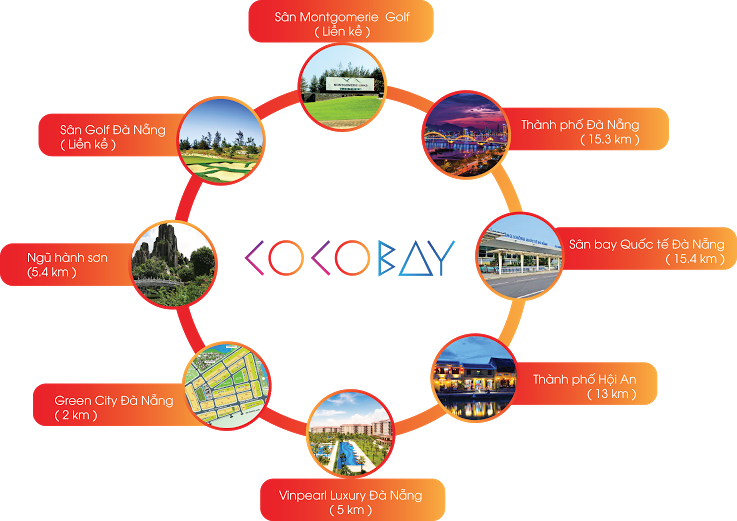 Sân Montgomerie Golf
( Liền kề )
Sân Golf Đà Nẵng
( Liền kề )
Thành phố Đà Nẵng
( 15.3 km )
Ngũ hành sơn
(5.4 km )
COCOBAY
Sân bay Quốc tế Đà Nẵng
( 15.4 km )
Green City Đà Nẵng
( 2 km )
Thành phố Hội An
( 13 km )
Vinpearl Luxury Đà Nẵng
( 5 km )